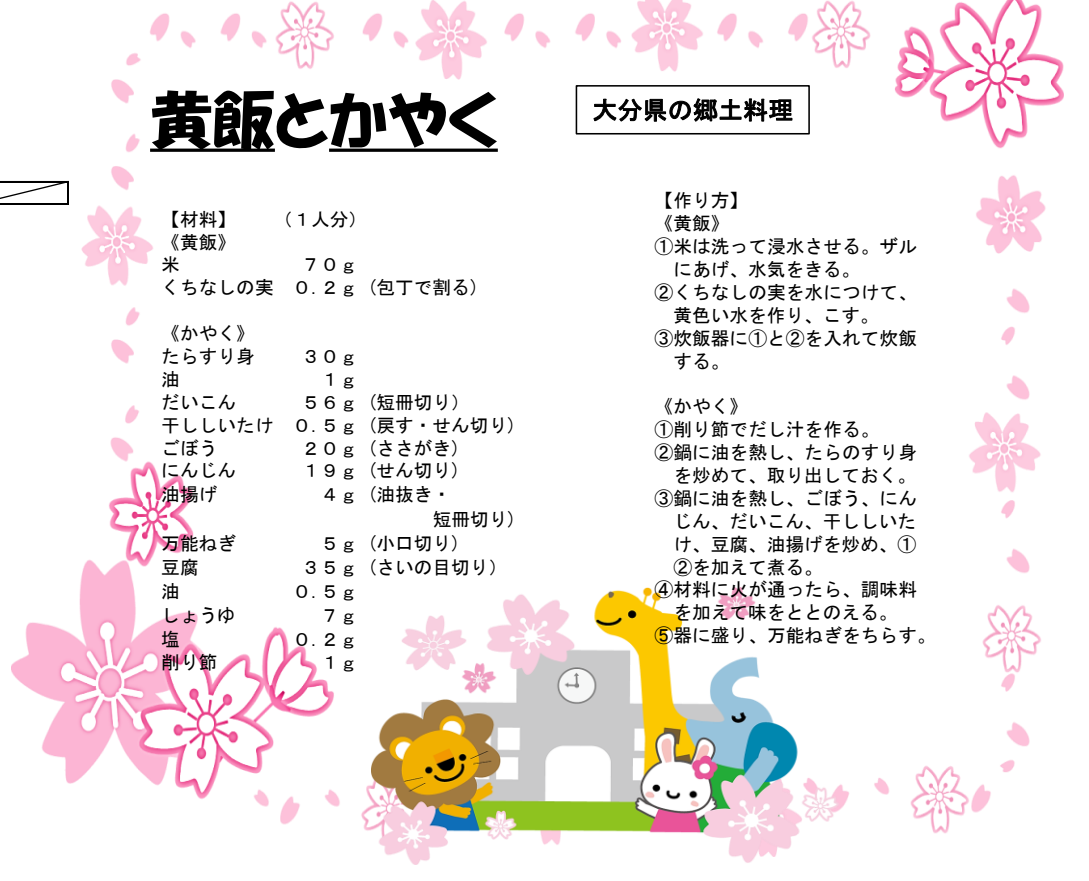 黄飯とかやく
大分県の郷土料理
【材料】　　　（１人分）
《黄飯》
米　　　　　　　７０ｇ
くちなしの実　０．２ｇ（包丁で割る）
《かやく》
たらすり身　　　３０ｇ
油　　　　　　　　１ｇ
だいこん　　　　５６ｇ（短冊切り）
干ししいたけ　０．５ｇ（戻す・せん切り）
ごぼう　　　　　２０ｇ（ささがき）
にんじん　　　　１９ｇ（せん切り）
油揚げ　　　　　　４ｇ（油抜き・
短冊切り）
万能ねぎ　　　　　５ｇ（小口切り）
豆腐　　　　　　３５ｇ（さいの目切り）
油　　　　　　０．５ｇ
しょうゆ　　　　　７ｇ
塩　　　　　　０．２ｇ
削り節　　　　　　１ｇ
【作り方】
《黄飯》
①米は洗って浸水させる。ザル
にあげ、水気をきる。
②くちなしの実を水につけて、
黄色い水を作り、こす。
③炊飯器に①と②を入れて炊飯
する。
《かやく》
①削り節でだし汁を作る。
②鍋に油を熱し、たらのすり身
を炒めて、取り出しておく。
③鍋に油を熱し、ごぼう、にん
じん、だいこん、干ししいた
け、豆腐、油揚げを炒め、①
②を加えて煮る。
④材料に火が通ったら、調味料
を加えて味をととのえる。
⑤器に盛り、万能ねぎをちらす。